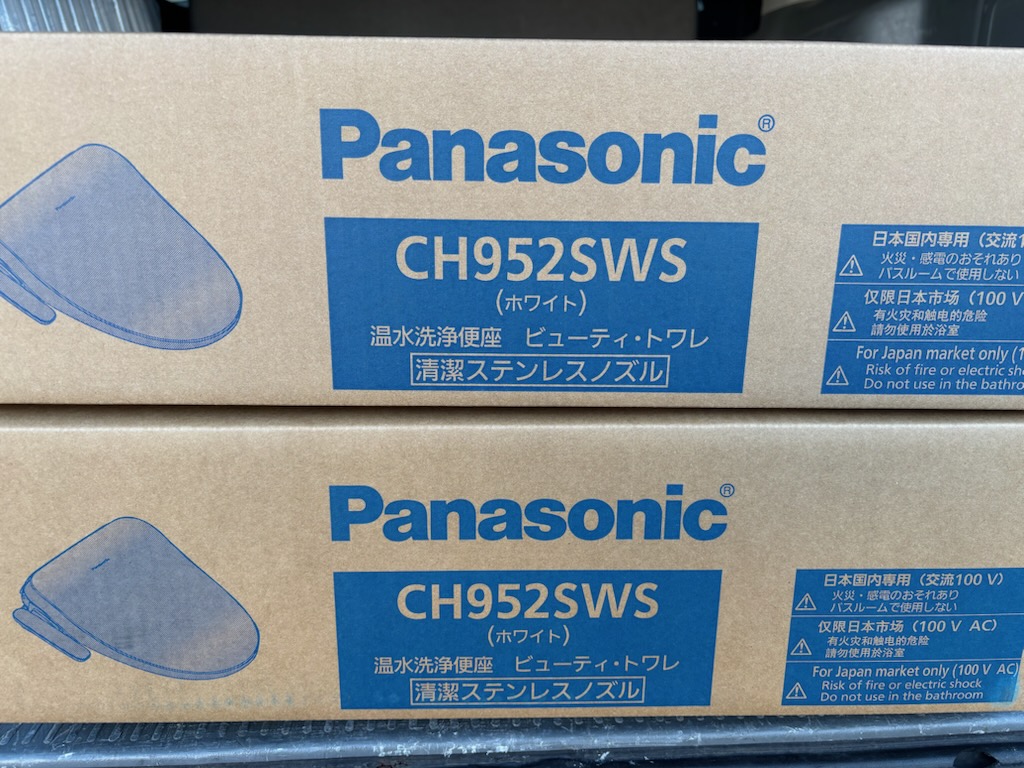 Panasonic®
CH952SWS
(ホワイト)
温水洗浄便座 ビューティ・トワレ
清潔ステンレスノズル
日本国内専用（交流1
火災・感電のおそれあり
バスルームで使用しない
仅限日本市场（100 V
有火灾和触电的危险
請勿使用於浴室
For Japan market only (1
Risk of fire or electric sho
Do not use in the bathro
Panasonic
Panasonic®
CH952SWS
(ホワイト)
温水洗浄便座 ビューティ・トワレ
清潔ステンレスノズル
日本国内専用（交流100 V）
火災・感電のおそれあり
バスルームで使用しない
仅限日本市场（100 V AC）
有火灾和触电的危险
請勿使用於浴室
For Japan market only (100 V AC)
Risk of fire or electric shock
Do not use in the bathroom